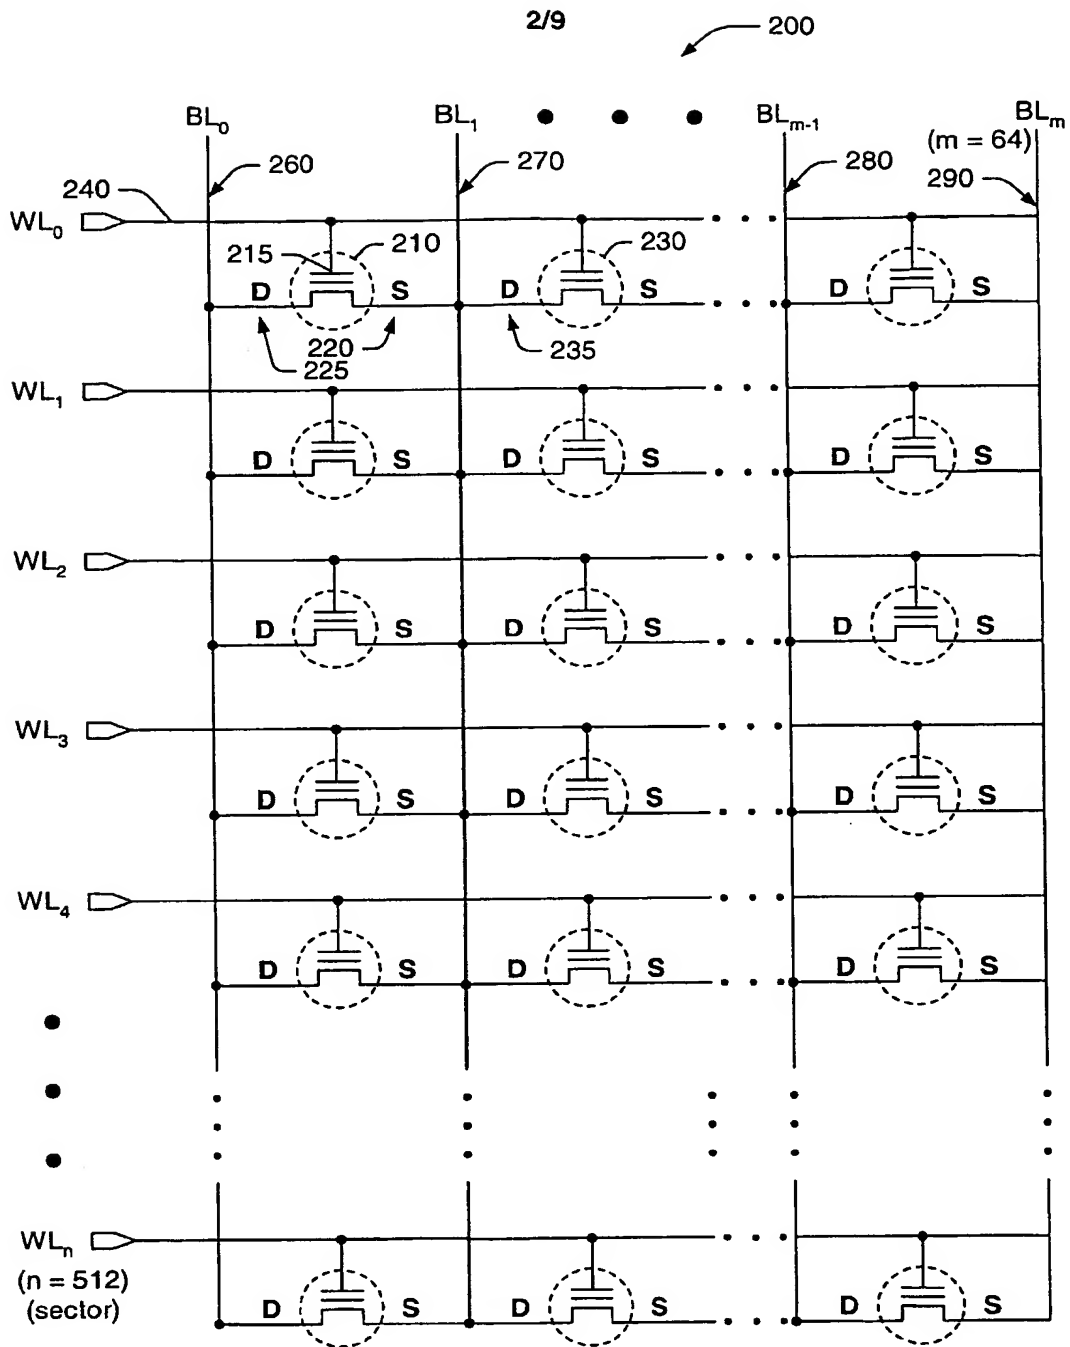 2/9
200
BL0 BL1 BLm-1 BLm
(m = 64)
260 270 280 290
240
WL0
215 210 230
D S D S D S
220 235
225
WL1
D S D S D S
WL2
D S D S D S
WL3
D S D S D S
WL4
D S D S D S
WLn
(n = 512)
(sector)
D S D S D S